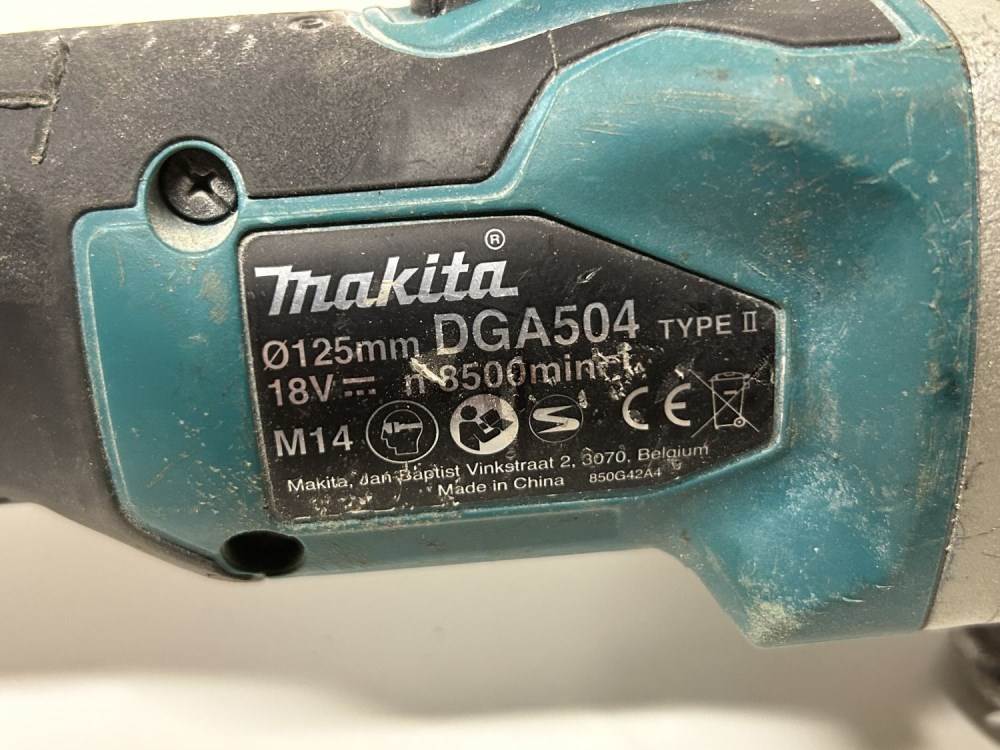 Makita®
Ø125mm DGA504 TYPE II
18V⎓ n 8500min
M14 CE
Makita, Jan Baptist Vinkstraat 2, 3070, Belgium
Made in China 850G42A4